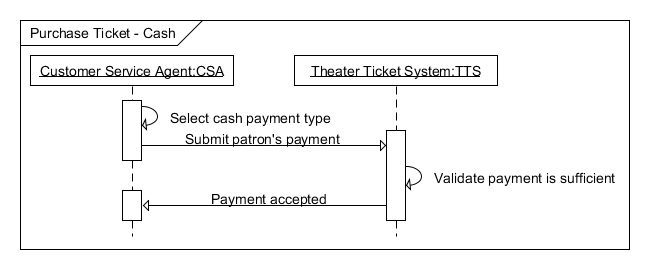 Purchase Ticket - Cash
Customer Service Agent:CSA
Theater Ticket System:TTS
Select cash payment type
Submit patron's payment
Validate payment is sufficient
Payment accepted